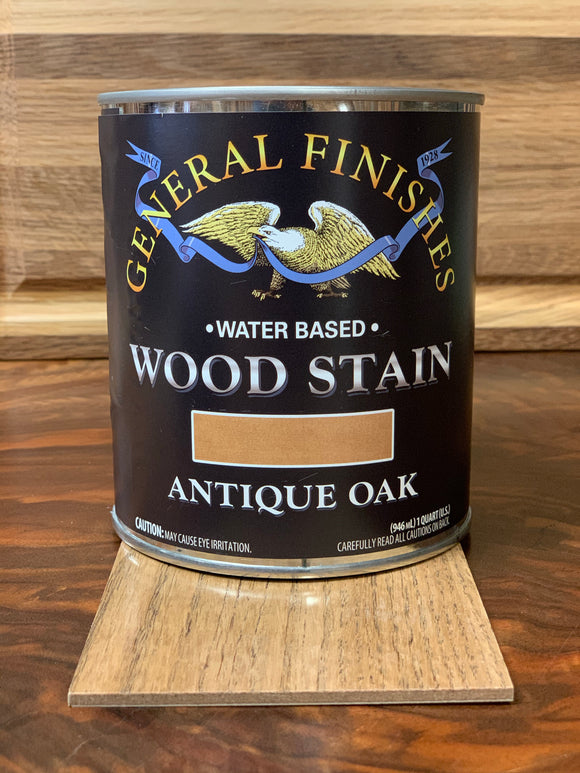 SINCE 1928
GENERAL FINISHES
• WATER BASED •
WOOD STAIN
ANTIQUE OAK
CAUTION: MAY CAUSE EYE IRRITATION.
(946 mL) 1 QUART (U.S.)
CAREFULLY READ ALL CAUTIONS ON BACK.